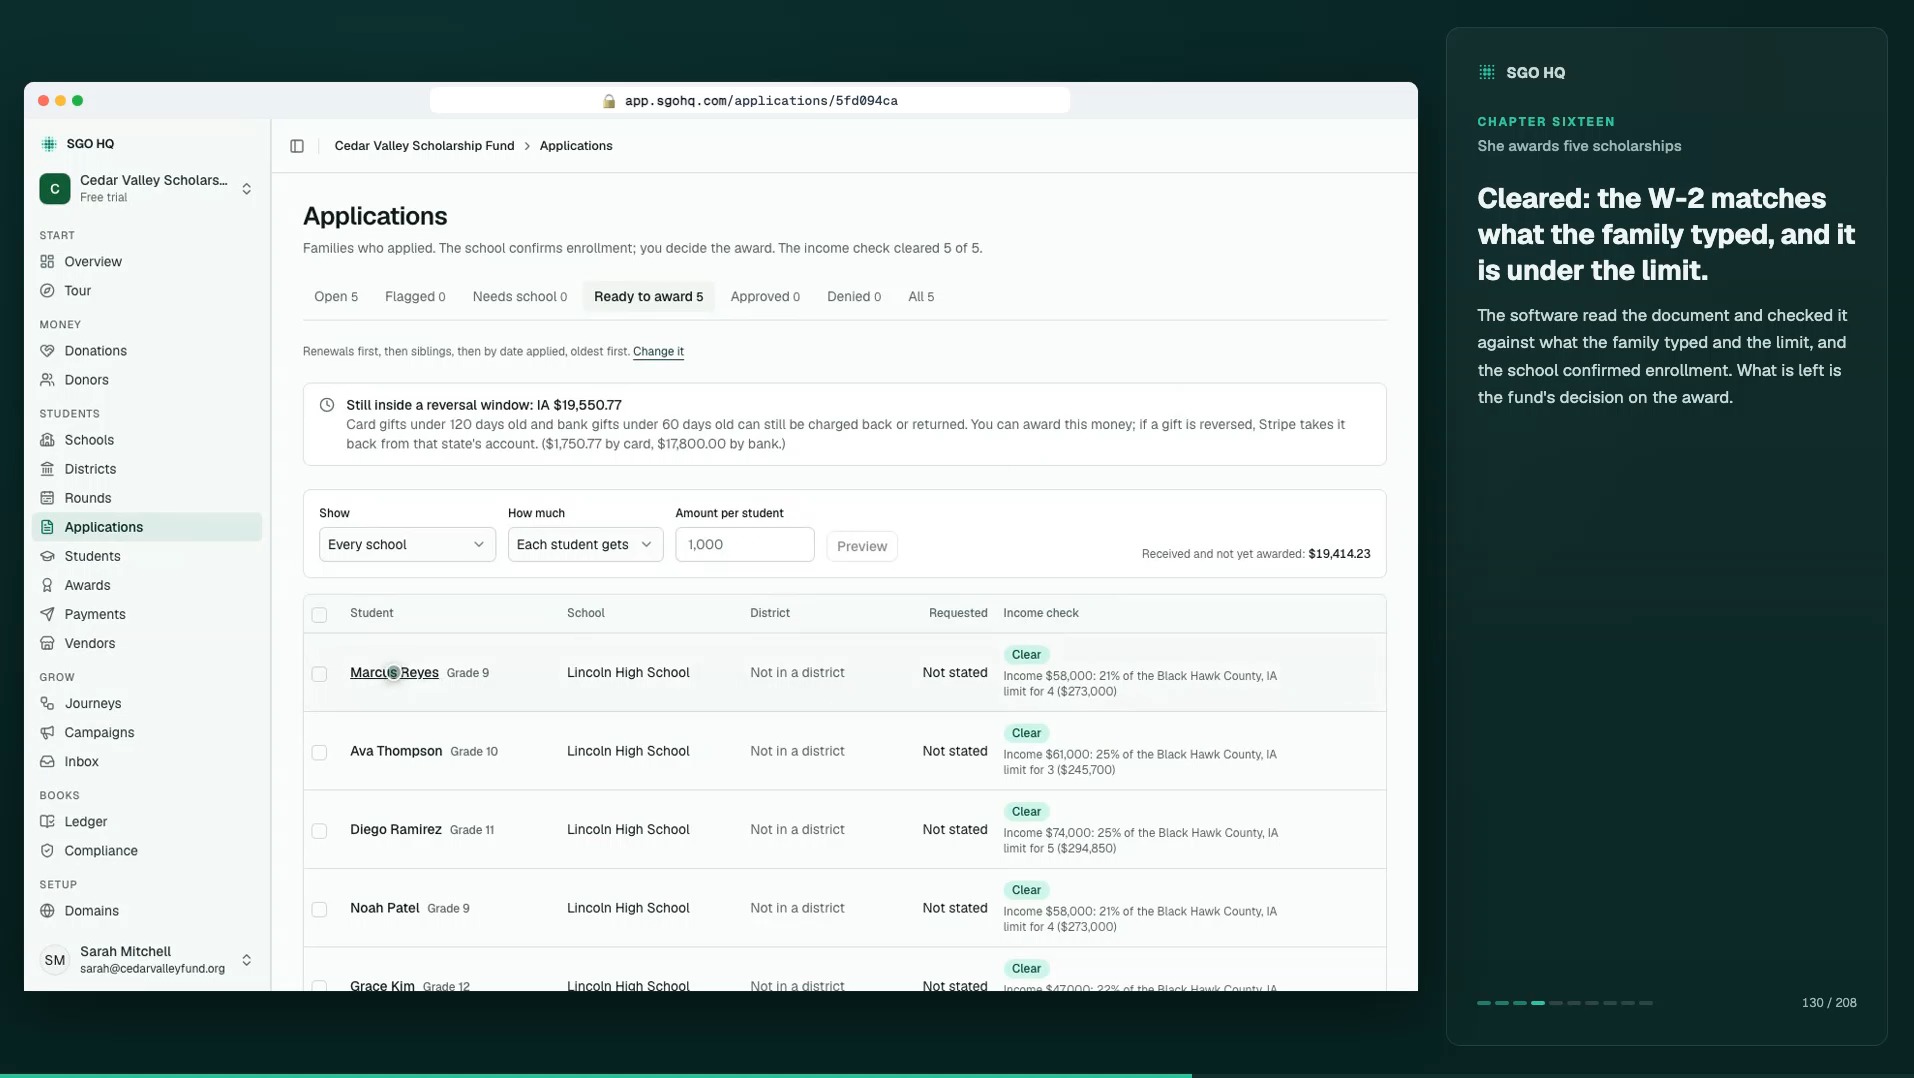 app.sgohq.com/applications/5fd094ca
SGO HQ
C
Cedar Valley Scholars...
Free trial
START
Overview
Tour
MONEY
Donations
Donors
STUDENTS
Schools
Districts
Rounds
Applications
Students
Awards
Payments
Vendors
GROW
Journeys
Campaigns
Inbox
BOOKS
Ledger
Compliance
SETUP
Domains
SM
Sarah Mitchell
sarah@cedarvalleyfund.org
Cedar Valley Scholarship Fund > Applications
Applications
Families who applied. The school confirms enrollment; you decide the award. The income check cleared 5 of 5.
Open 5 Flagged 0 Needs school 0 Ready to award 5 Approved 0 Denied 0 All 5
Renewals first, then siblings, then by date applied, oldest first. Change it
Still inside a reversal window: IA $19,550.77
Card gifts under 120 days old and bank gifts under 60 days old can still be charged back or returned. You can award this money; if a gift is reversed, Stripe takes it
back from that state's account. ($1,750.77 by card, $17,800.00 by bank.)
Show How much Amount per student
Every school Each student gets 1,000 Preview Received and not yet awarded: $19,414.23
Student School District Requested Income check
Marcus Reyes Grade 9 Lincoln High School Not in a district Not stated Clear
Income $58,000: 21% of the Black Hawk County, IA
limit for 4 ($273,000)
Ava Thompson Grade 10 Lincoln High School Not in a district Not stated Clear
Income $61,000: 25% of the Black Hawk County, IA
limit for 3 ($245,700)
Diego Ramirez Grade 11 Lincoln High School Not in a district Not stated Clear
Income $74,000: 25% of the Black Hawk County, IA
limit for 5 ($294,850)
Noah Patel Grade 9 Lincoln High School Not in a district Not stated Clear
Income $58,000: 21% of the Black Hawk County, IA
limit for 4 ($273,000)
Grace Kim Grade 12 Lincoln High School Not in a district Not stated Clear
Income $47,000: 22% of the Black Hawk County, IA
SGO HQ
CHAPTER SIXTEEN
She awards five scholarships
Cleared: the W-2 matches
what the family typed, and it
is under the limit.
The software read the document and checked it
against what the family typed and the limit, and
the school confirmed enrollment. What is left is
the fund's decision on the award.
130 / 208